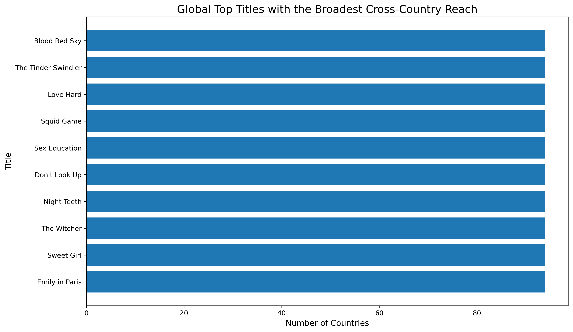 Global Top Titles with the Broadest Cross Country Reach
Title
Blood Red Sky
The Tinder Swindler
Love Hard
Squid Game
Sex Education
Don't Look Up
Night Teeth
The Witcher
Sweet Girl
Emily in Paris
0 20 40 60 80
Number of Countries